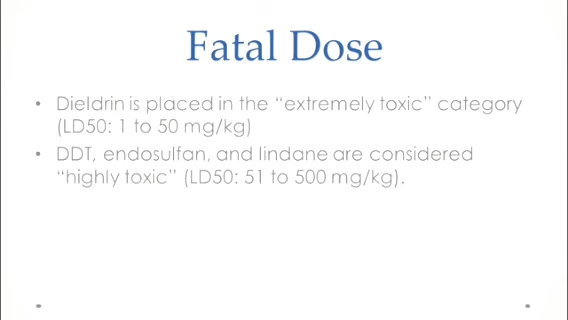 Fatal Dose
• Dieldrin is placed in the “extremely toxic” category
(LD50: 1 to 50 mg/kg)
• DDT, endosulfan, and lindane are considered
“highly toxic” (LD50: 51 to 500 mg/kg).